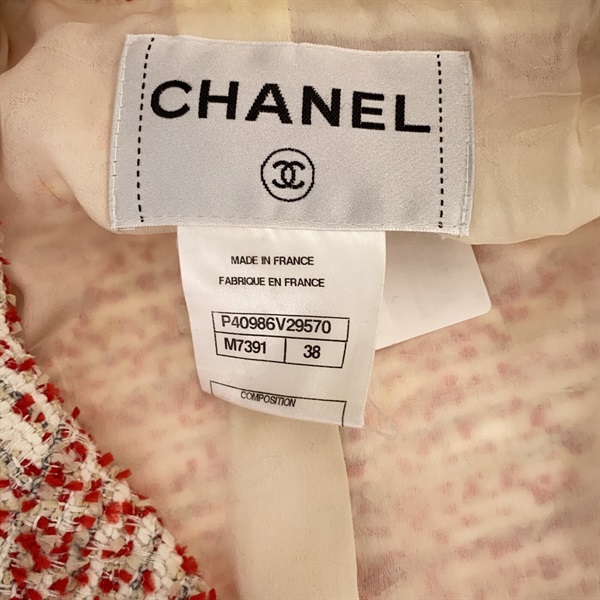 CHANEL
MADE IN FRANCE
FABRIQUE EN FRANCE
P40986V29570
M7391 38
COMPOSITION